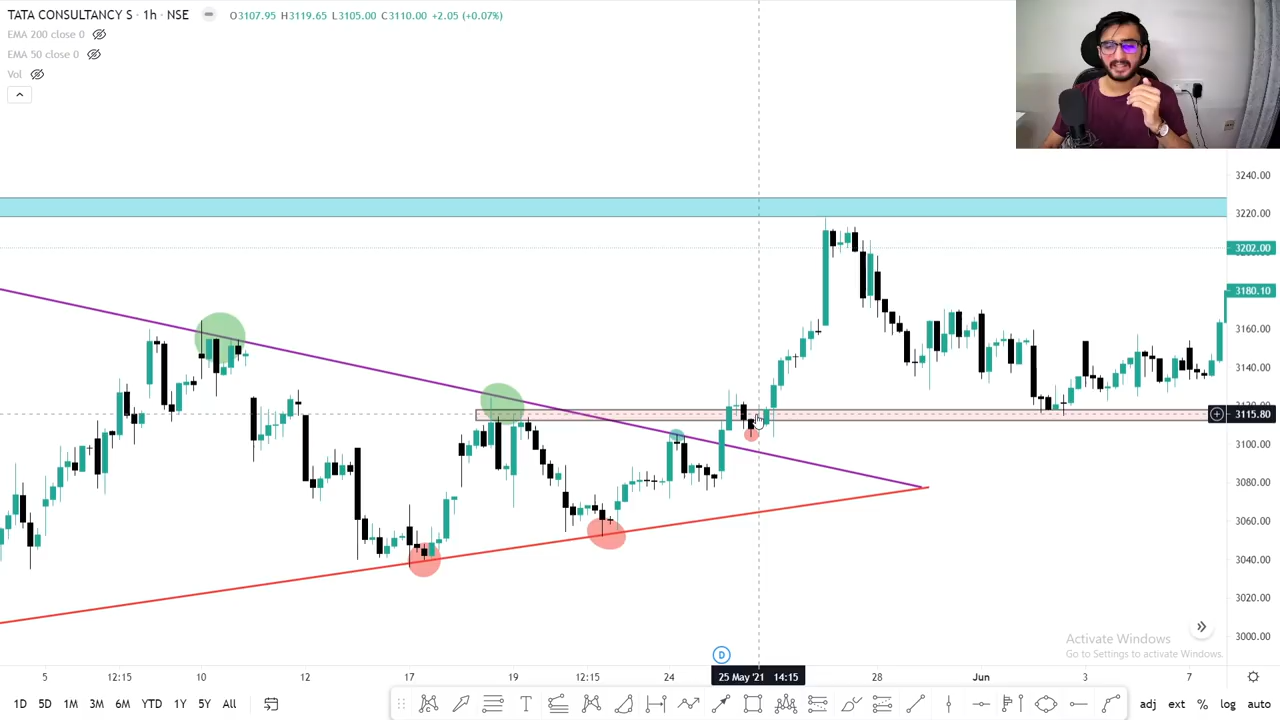 TATA CONSULTANCY S · 1h · NSE
O3107.95 H3119.65 L3105.00 C3110.00 +2.05 (+0.07%)
EMA 200 close 0
EMA 50 close 0
Vol
3240.00
3220.00
3202.00
3180.10
3160.00
3140.00
3115.80
3100.00
3080.00
3060.00
3040.00
3020.00
3000.00
Activate Windows
Go to Settings to activate Windows.
D
5 12:15 10 12 17 12:15 19 24 25 May '21 14:15 28 Jun 3 7
1D 5D 1M 3M 6M YTD 1Y 5Y All
T
adj ext % log auto